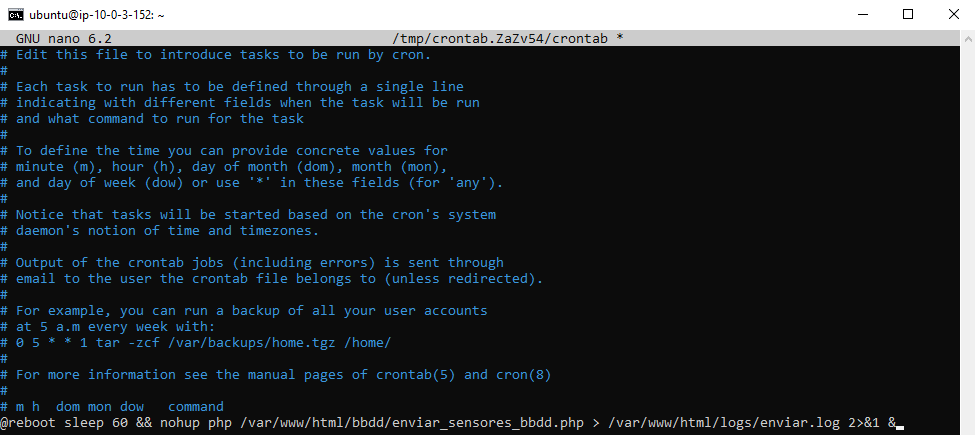 ubuntu@ip-10-0-3-152: ~
GNU nano 6.2 /tmp/crontab.ZaZv54/crontab *
# Edit this file to introduce tasks to be run by cron.
#
# Each task to run has to be defined through a single line
# indicating with different fields when the task will be run
# and what command to run for the task
#
# To define the time you can provide concrete values for
# minute (m), hour (h), day of month (dom), month (mon),
# and day of week (dow) or use '*' in these fields (for 'any').
#
# Notice that tasks will be started based on the cron's system
# daemon's notion of time and timezones.
#
# Output of the crontab jobs (including errors) is sent through
# email to the user the crontab file belongs to (unless redirected).
#
# For example, you can run a backup of all your user accounts
# at 5 a.m every week with:
# 0 5 * * 1 tar -zcf /var/backups/home.tgz /home/
#
# For more information see the manual pages of crontab(5) and cron(8)
#
# m h  dom mon dow   command
@reboot sleep 60 && nohup php /var/www/html/bbdd/enviar_sensores_bbdd.php > /var/www/html/logs/enviar.log 2>&1 &